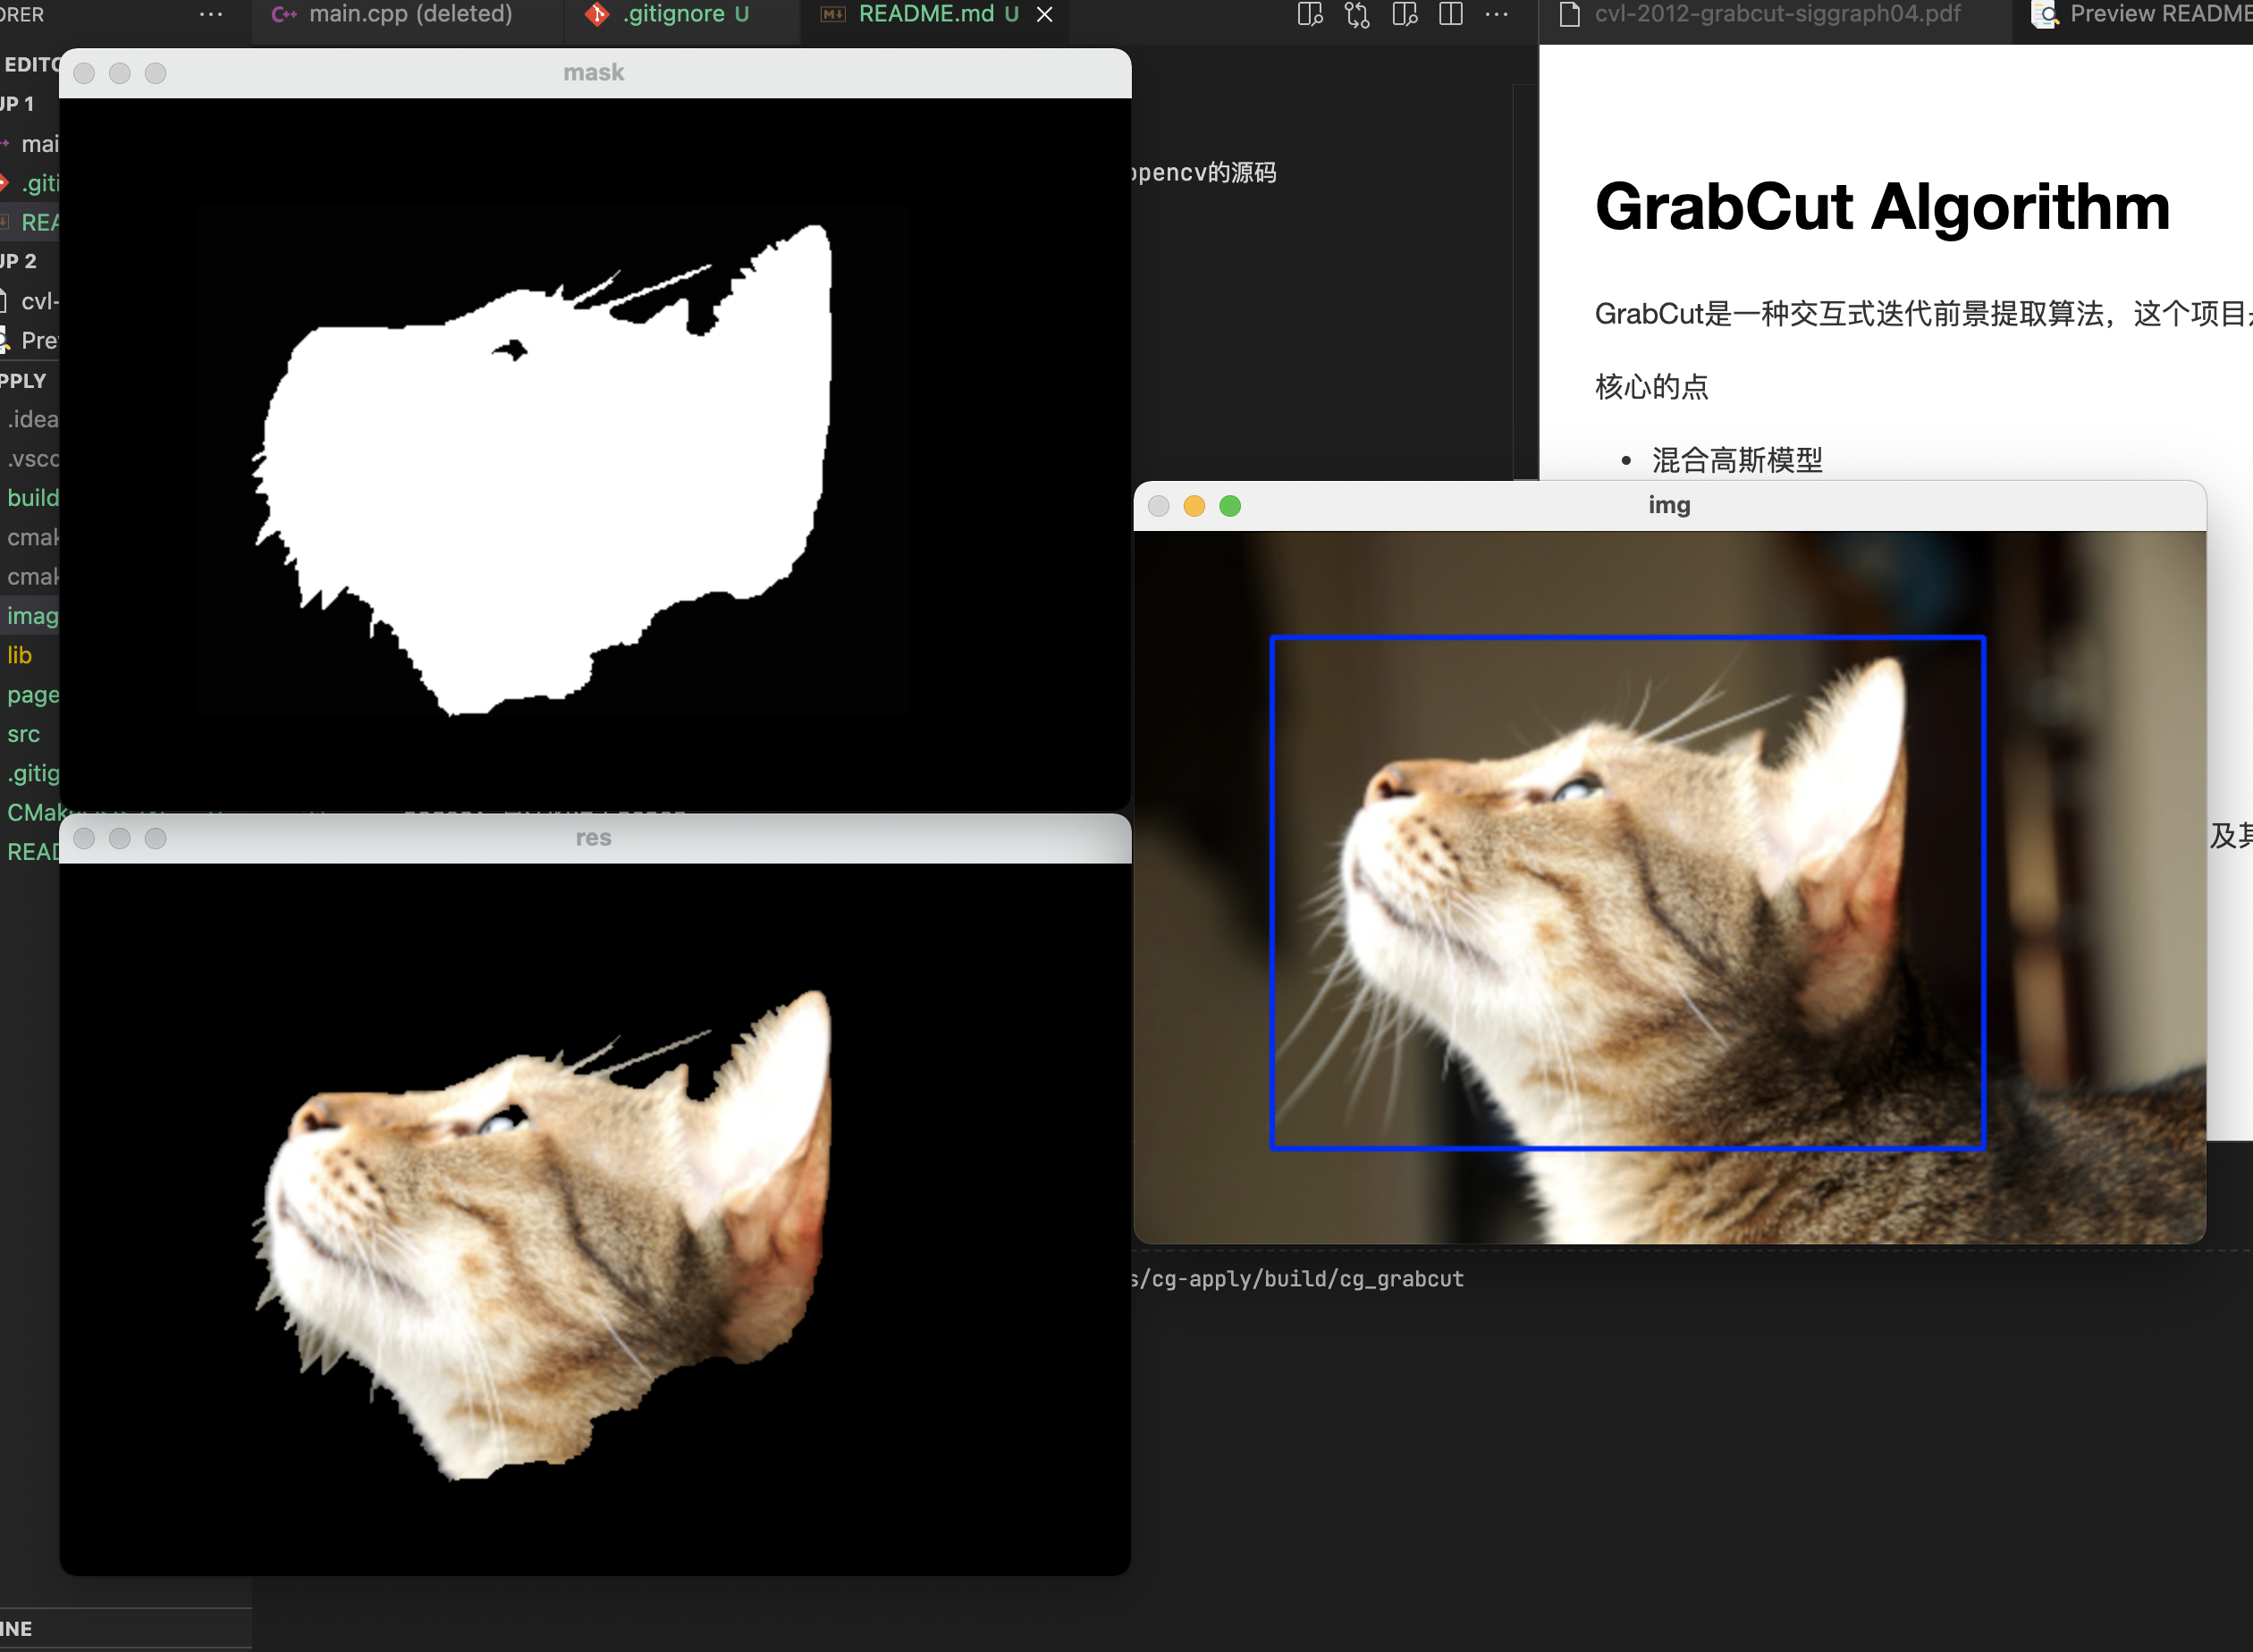 ORER
main.cpp (deleted)
.gitignore U
README.md U
cvl-2012-grabcut-siggraph04.pdf
Preview README
EDITO
UP 1
mai
.giti
REA
UP 2
cvl-
Pre
PPLY
.idea
.vsco
build
cmak
cmak
imag
lib
page
src
.gitig
CMak
READ
INE
mask
opencv的源码
GrabCut Algorithm
GrabCut是一种交互式迭代前景提取算法，这个项目
核心的点
• 混合高斯模型
img
及其
res
s/cg-apply/build/cg_grabcut